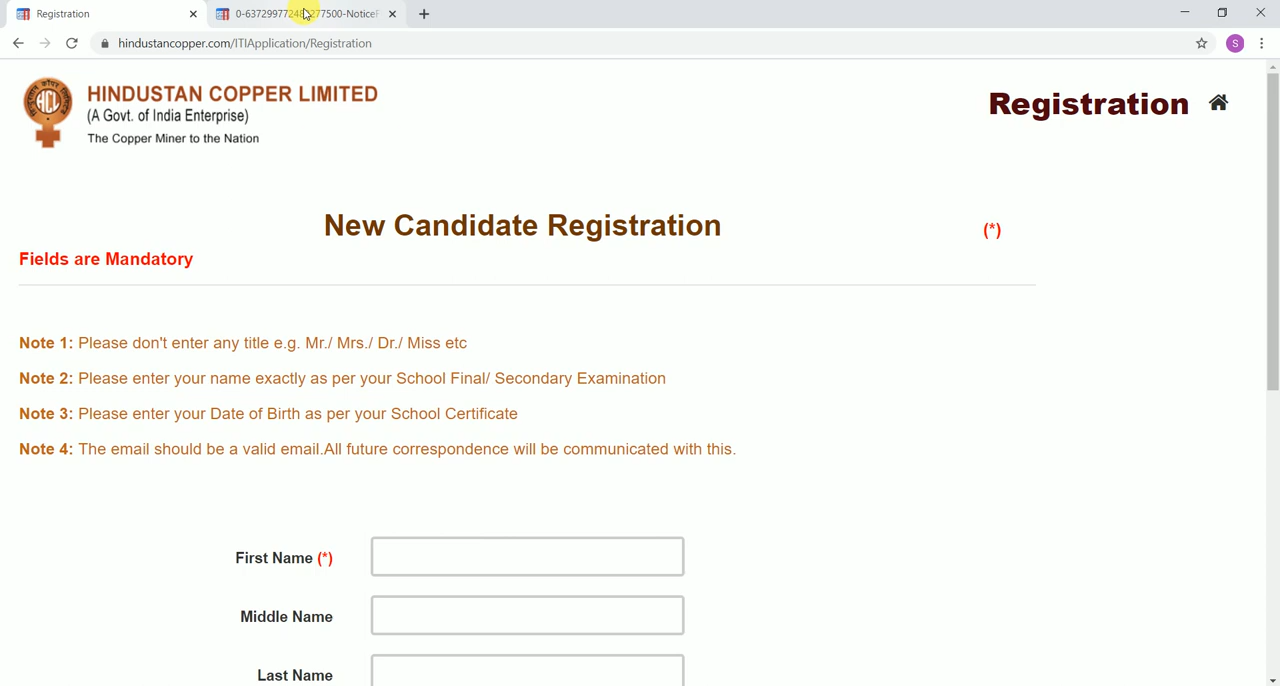 Registration
0-63729977248277500-Notice
hindustancopper.com/ITIApplication/Registration
S
HCL
HINDUSTAN COPPER LIMITED
(A Govt. of India Enterprise)
The Copper Miner to the Nation
Registration
New Candidate Registration (*)
Fields are Mandatory
Note 1: Please don't enter any title e.g. Mr./ Mrs./ Dr./ Miss etc
Note 2: Please enter your name exactly as per your School Final/ Secondary Examination
Note 3: Please enter your Date of Birth as per your School Certificate
Note 4: The email should be a valid email.All future correspondence will be communicated with this.
First Name (*)
Middle Name
Last Name